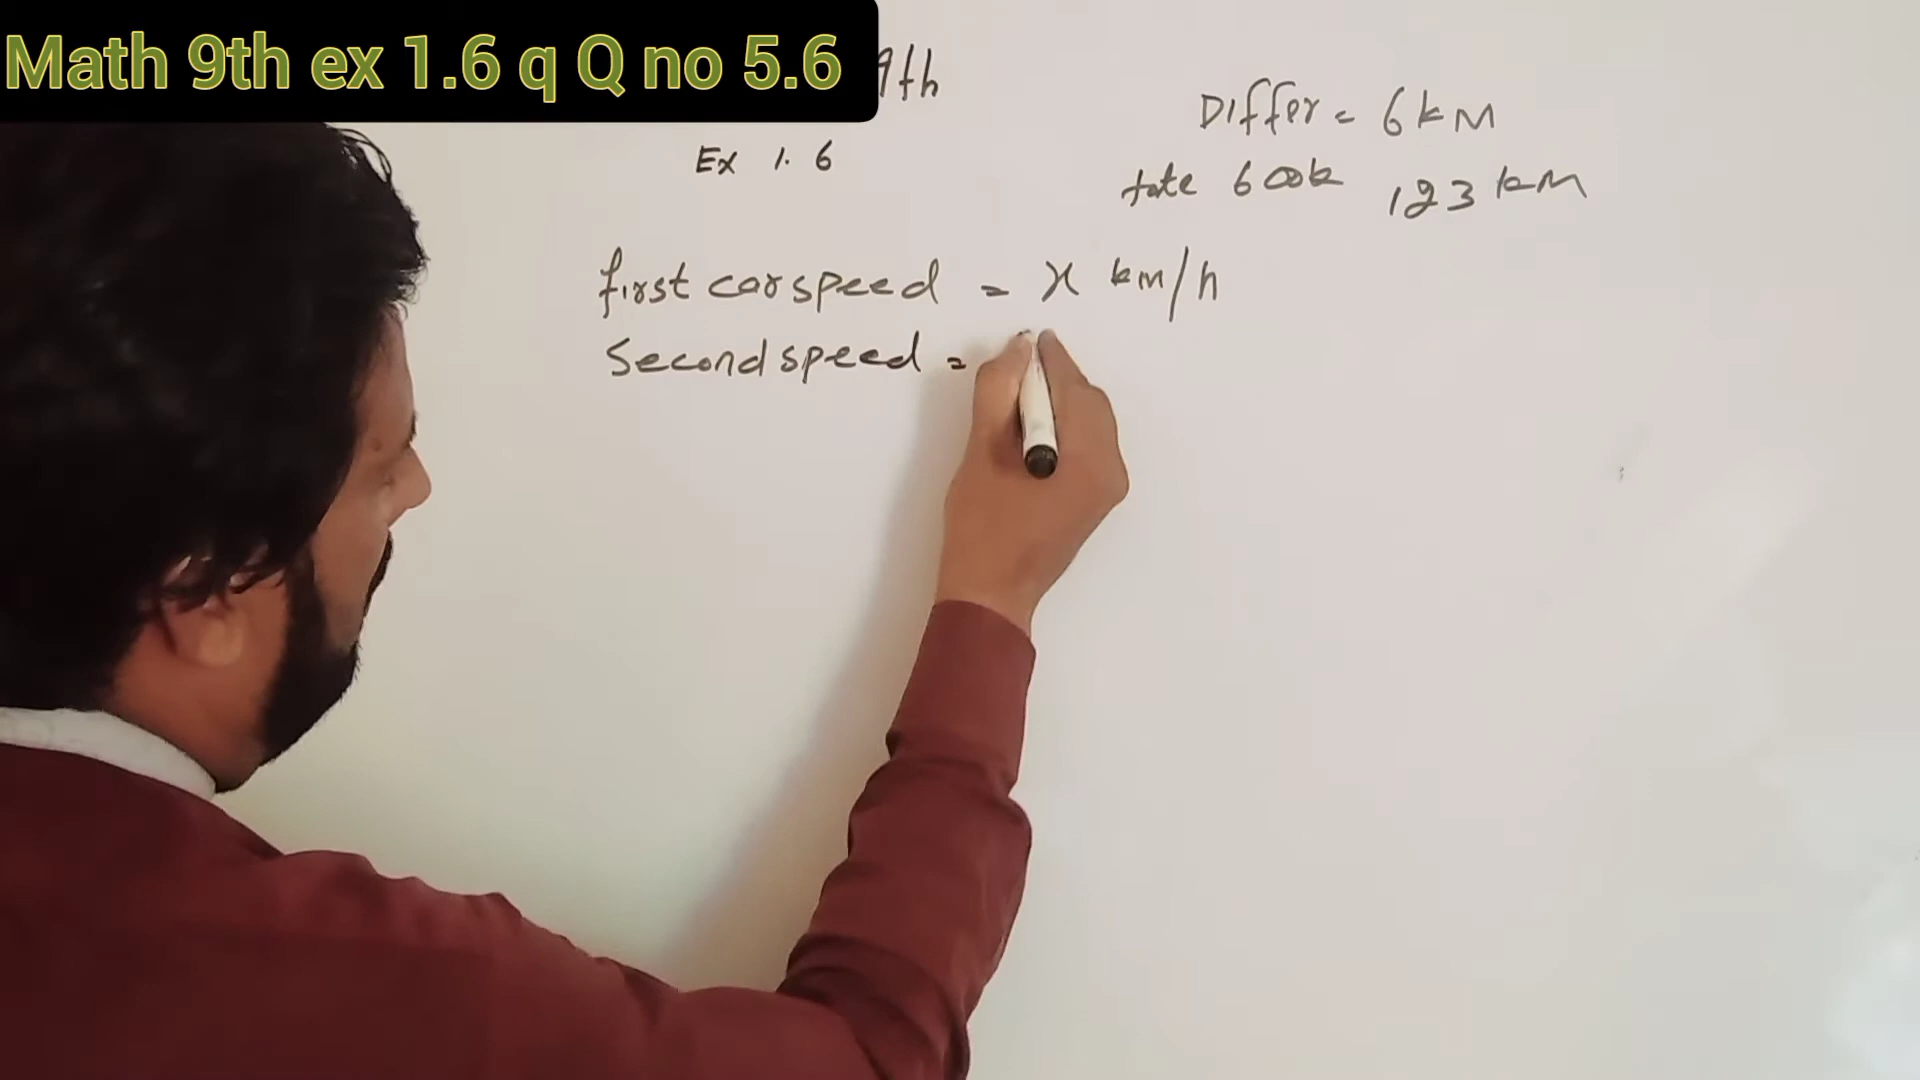 Math 9th ex 1.6 q Q no 5.6
9th
Ex 1. 6
Differ = 6 km
tote 600k 123 km
first car speed = x km/h
Second speed =